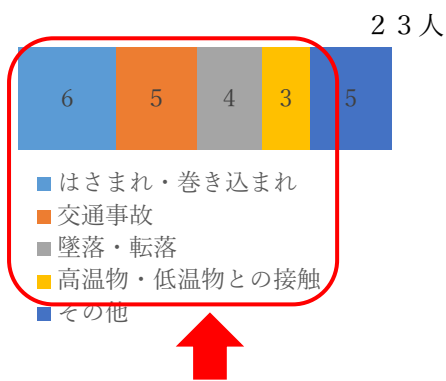 ２３人
6 5 4 3 5
はさまれ・巻き込まれ
交通事故
墜落・転落
高温物・低温物との接触
その他